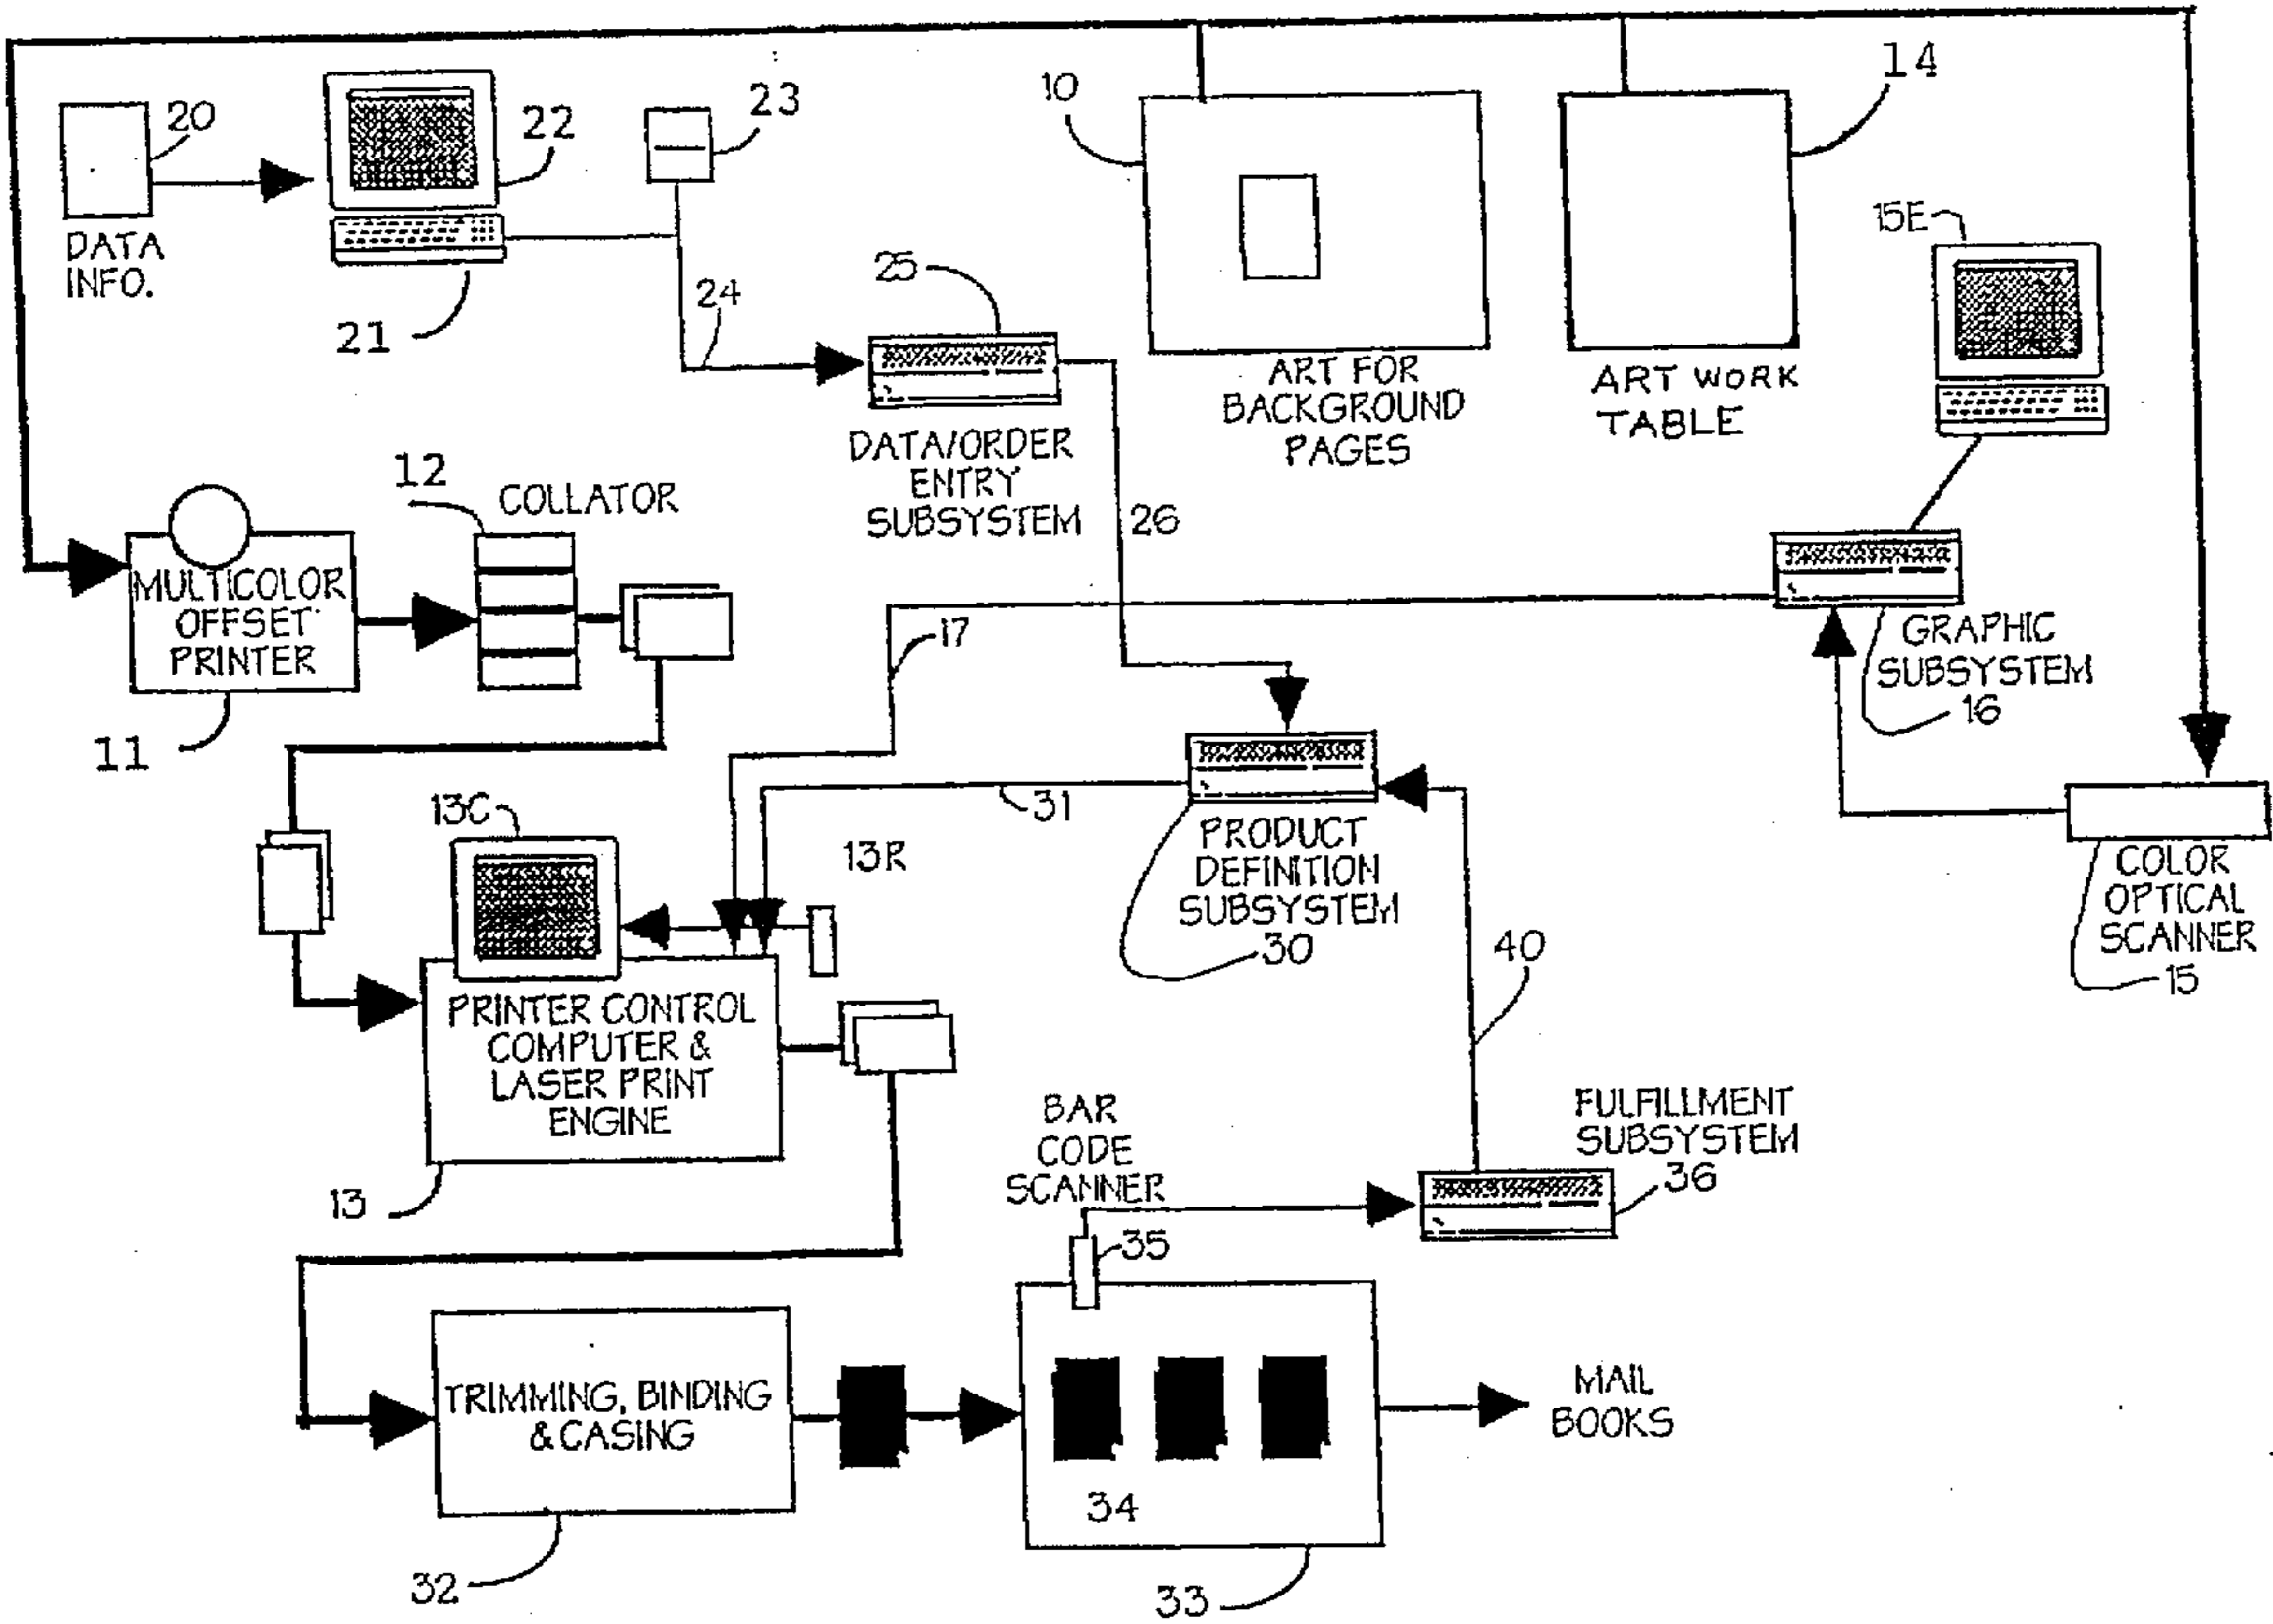 20
22
23
10
14
DATA
INFO.
21
24
25
15E
ART FOR
BACKGROUND
PAGES
ART WORK
TABLE
DATA/ORDER
ENTRY
SUBSYSTEM
26
12
COLLATOR
MULTICOLOR
OFFSET
PRINTER
11
17
GRAPHIC
SUBSYSTEM
16
13C
13R
31
PRODUCT
DEFINITION
SUBSYSTEM
30
COLOR
OPTICAL
SCANNER
15
40
PRINTER CONTROL
COMPUTER &
LASER PRINT
ENGINE
13
BAR
CODE
SCANNER
35
FULFILLMENT
SUBSYSTEM
36
TRIMMING, BINDING
& CASING
32
34
33
MAIL
BOOKS